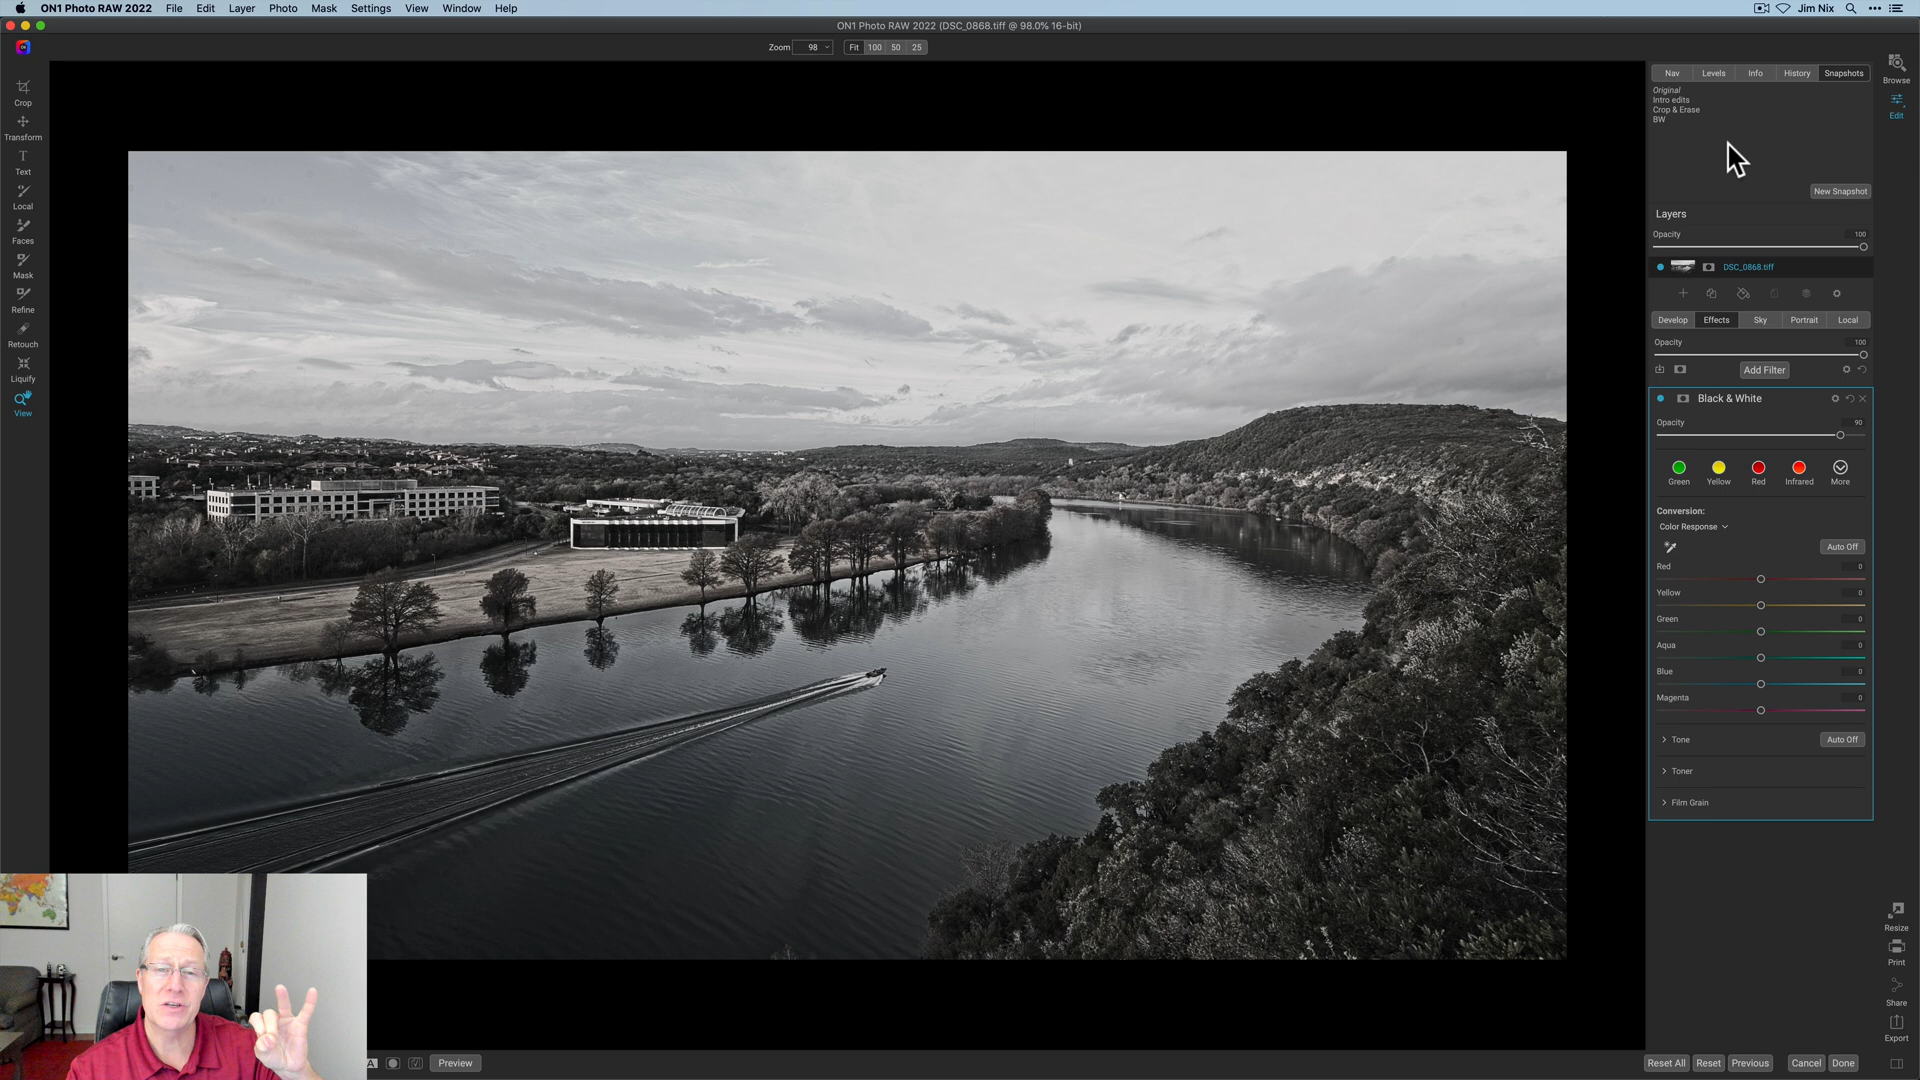 ON1 Photo RAW 2022 File Edit Layer Photo Mask Settings View Window Help Jim Nix
ON1 Photo RAW 2022 (DSC_0868.tiff @ 98.0% 16-bit)
Zoom 98 Fit 100 50 25
Crop
Transform
Text
Local
Faces
Mask
Refine
Retouch
Liquify
View
Nav Levels Info History Snapshots
Original
Intro edits
Crop & Erase
BW
New Snapshot
Layers
Opacity 100
DSC_0868.tiff
Develop Effects Sky Portrait Local
Opacity 100
Add Filter
Black & White
Opacity 90
Green Yellow Red Infrared More
Conversion:
Color Response
Auto Off
Red 0
Yellow 0
Green 0
Aqua 0
Blue 0
Magenta 0
Tone Auto Off
Toner
Film Grain
Browse
Edit
Resize
Print
Share
Export
A Preview
Reset All Reset Previous Cancel Done